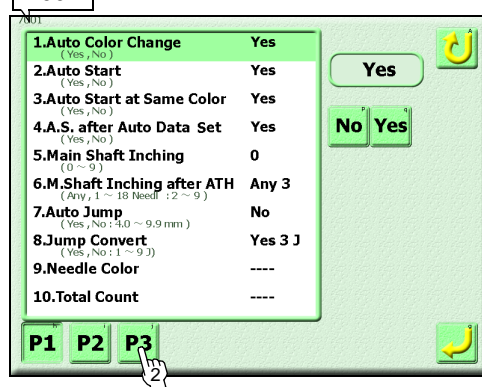 7001
1.Auto Color Change Yes
(Yes , No )
2.Auto Start Yes
(Yes , No )
3.Auto Start at Same Color Yes
(Yes , No )
4.A.S. after Auto Data Set Yes
(Yes , No )
5.Main Shaft Inching 0
( 0 ～ 9 )
6.M.Shaft Inching after ATH Any 3
(Any , 1 ～ 18 Needl : 2 ～ 9 )
7.Auto Jump No
(Yes , No : 4.0 ～ 9.9 mm )
8.Jump Convert Yes 3 J
(Yes , No : 1 ～ 9 J)
9.Needle Color ----
10.Total Count ----
A
Yes
p
No
q
Yes
h
P1
i
P2
j
P3
2